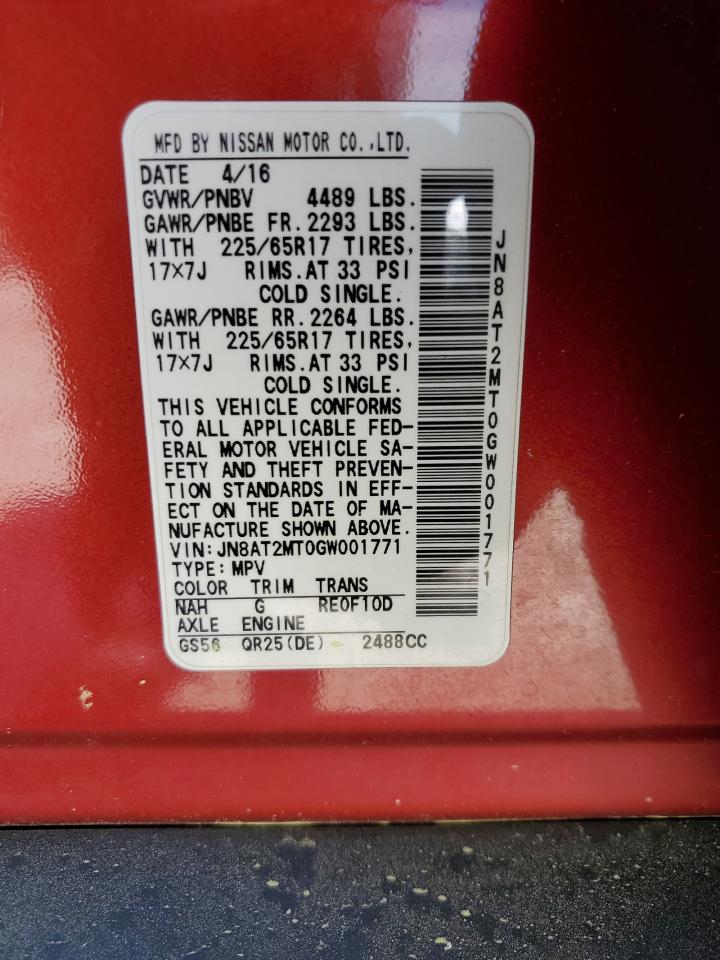 MFD BY NISSAN MOTOR CO.,LTD.
DATE 4/16
GVWR/PNBV 4489 LBS.
GAWR/PNBE FR. 2293 LBS.
WITH 225/65R17 TIRES,
17×7J RIMS. AT 33 PSI
COLD SINGLE.
GAWR/PNBE RR. 2264 LBS.
WITH 225/65R17 TIRES,
17×7J RIMS. AT 33 PSI
COLD SINGLE.
THIS VEHICLE CONFORMS
TO ALL APPLICABLE FED-
ERAL MOTOR VEHICLE SA-
FETY AND THEFT PREVEN-
TION STANDARDS IN EFF-
ECT ON THE DATE OF MA-
NUFACTURE SHOWN ABOVE.
VIN: JN8AT2MT0GW001771
TYPE: MPV
COLOR TRIM TRANS
NAH G RE0F10D
AXLE ENGINE
GS56 QR25(DE) 2488CC
JN8AT2MT0GW001771